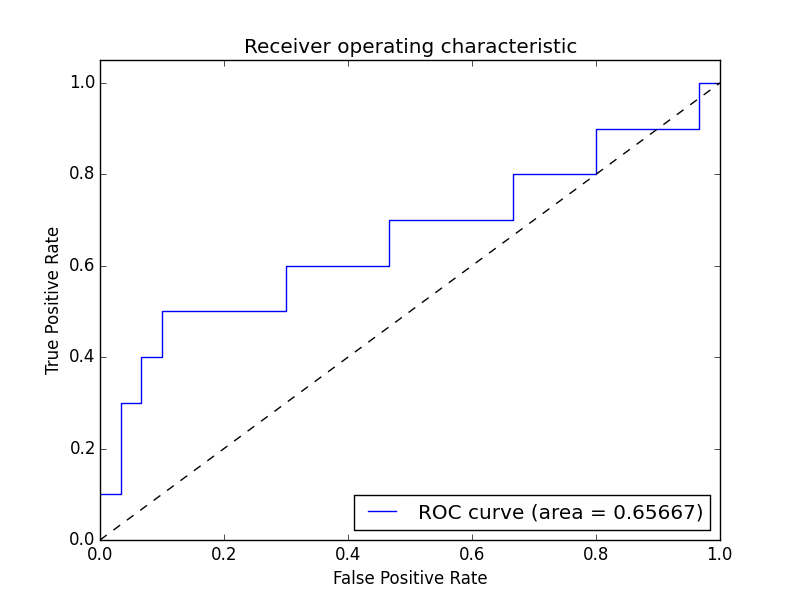 Receiver operating characteristic
1.0
0.8
0.6
0.4
0.2
0.0
True Positive Rate
ROC curve (area = 0.65667)
0.0 0.2 0.4 0.6 0.8 1.0
False Positive Rate